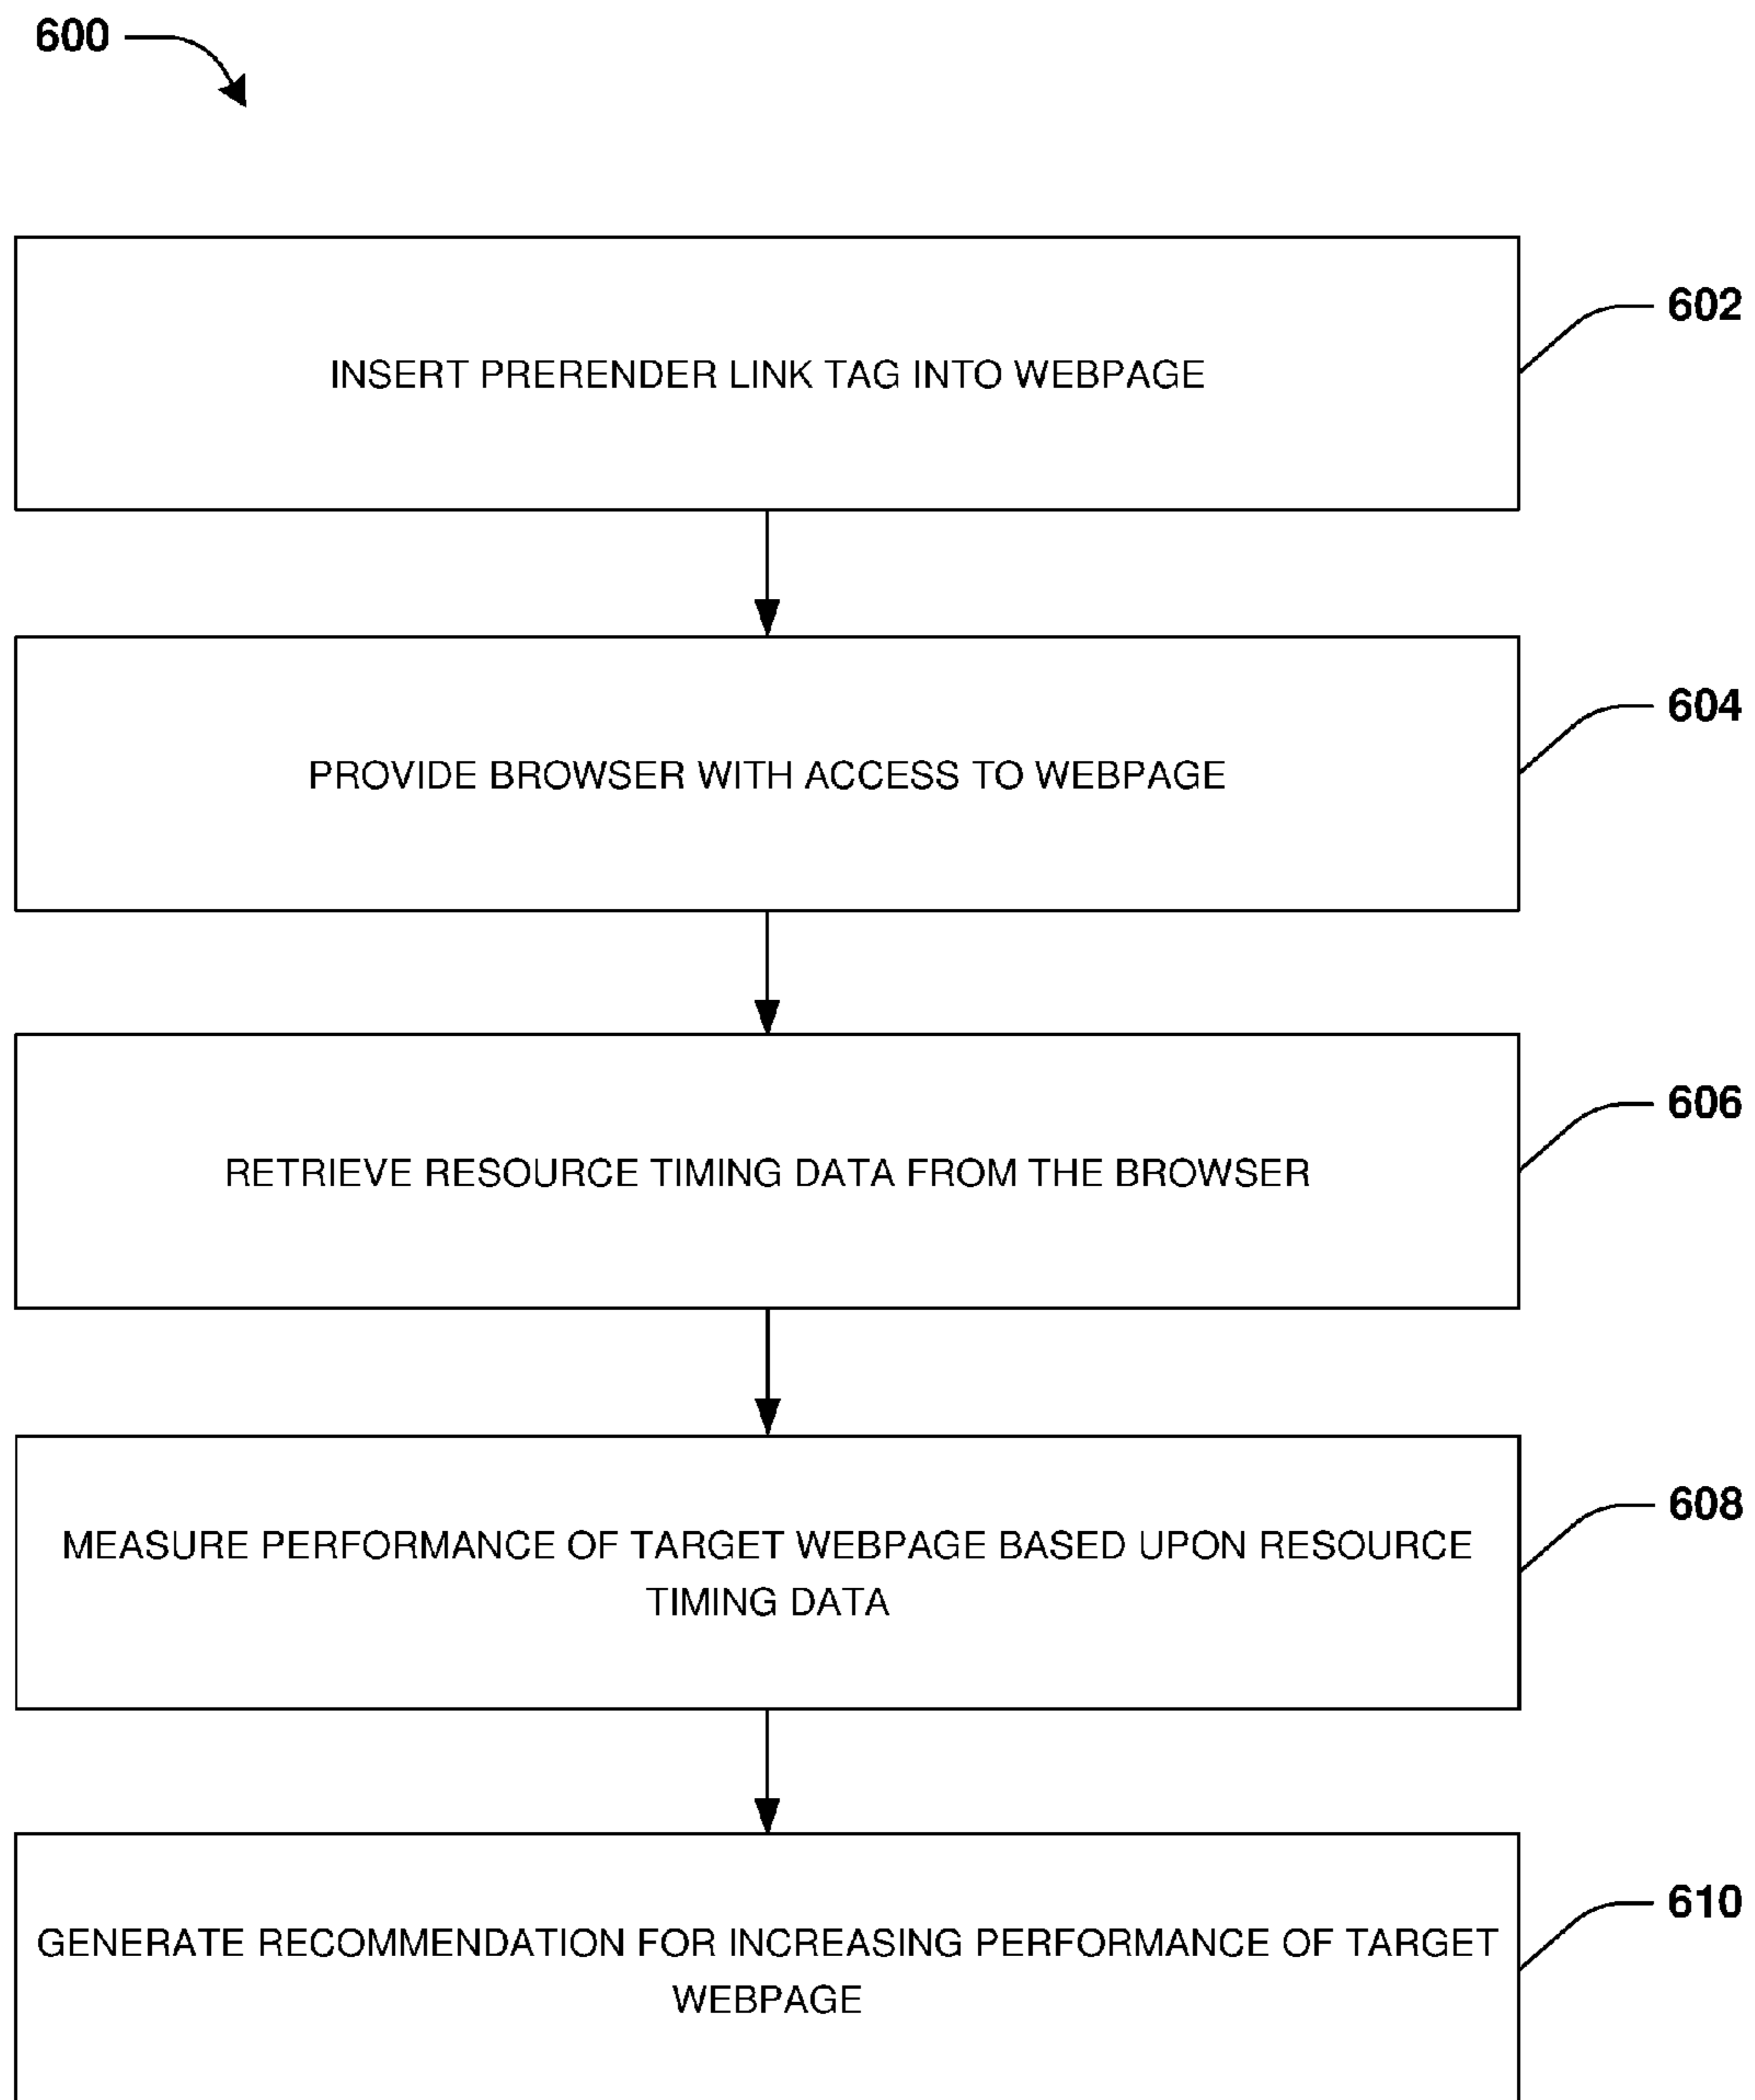 600
INSERT PRERENDER LINK TAG INTO WEBPAGE
602
PROVIDE BROWSER WITH ACCESS TO WEBPAGE
604
RETRIEVE RESOURCE TIMING DATA FROM THE BROWSER
606
MEASURE PERFORMANCE OF TARGET WEBPAGE BASED UPON RESOURCE
TIMING DATA
608
GENERATE RECOMMENDATION FOR INCREASING PERFORMANCE OF TARGET
WEBPAGE
610